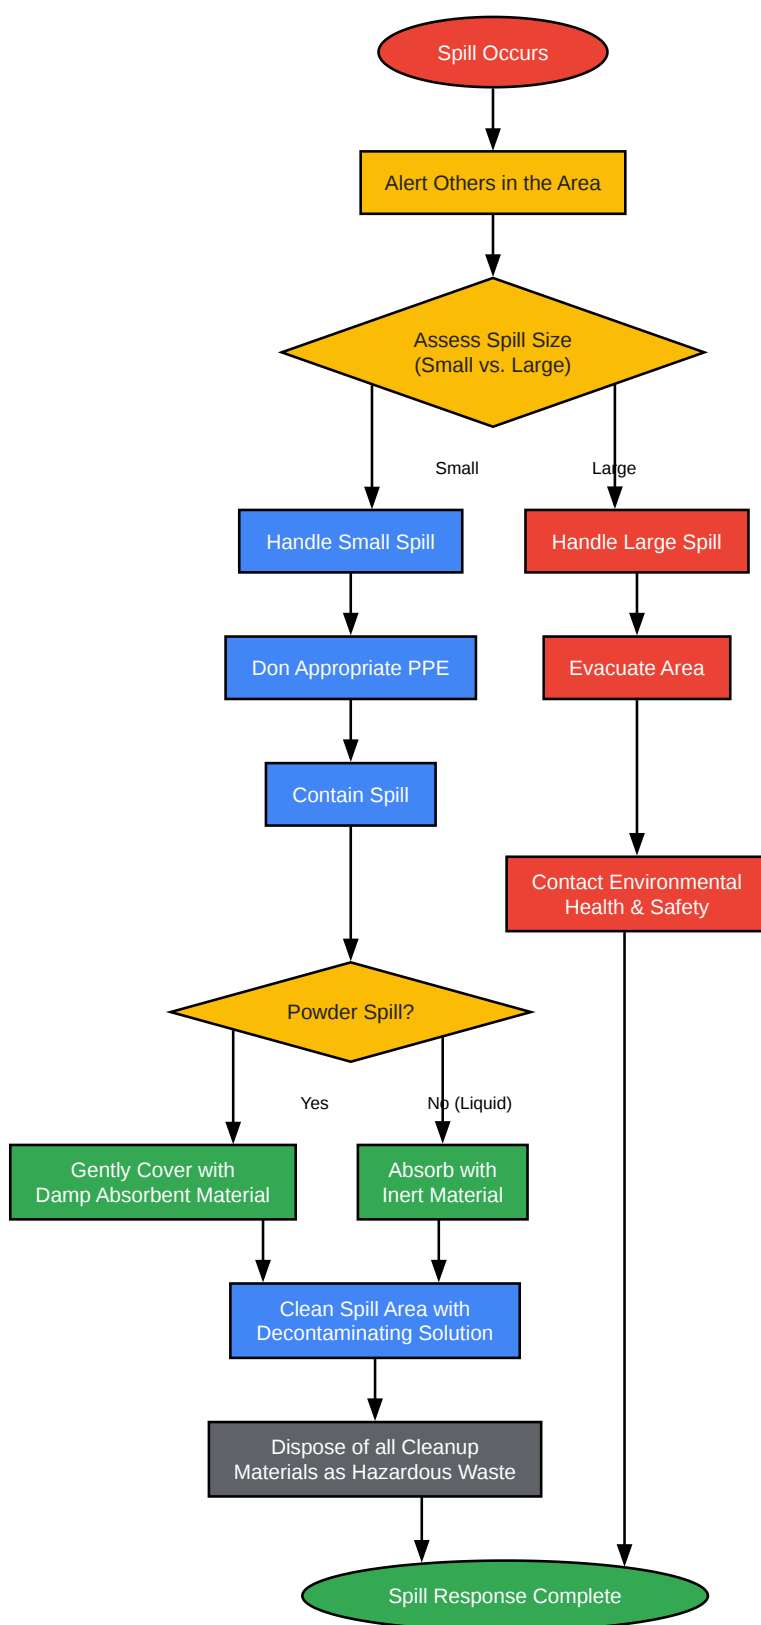 Spill Occurs
Alert Others in the Area
Assess Spill Size
(Small vs. Large)
Small
Large
Handle Small Spill
Handle Large Spill
Don Appropriate PPE
Evacuate Area
Contain Spill
Contact Environmental
Health & Safety
Powder Spill?
Yes
No (Liquid)
Gently Cover with
Damp Absorbent Material
Absorb with
Inert Material
Clean Spill Area with
Decontaminating Solution
Dispose of all Cleanup
Materials as Hazardous Waste
Spill Response Complete